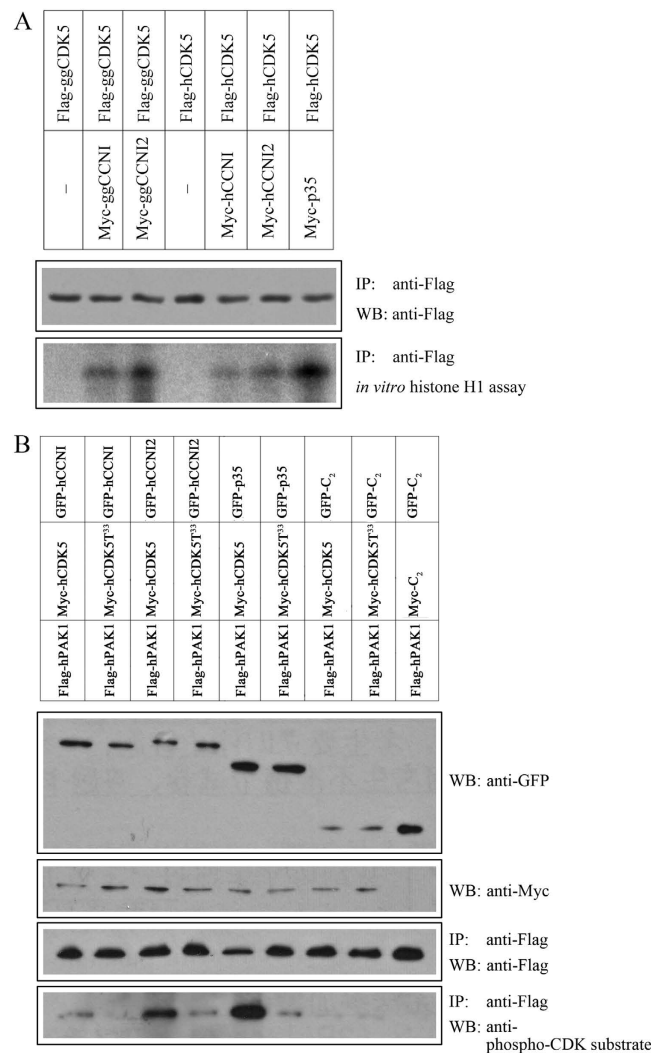 A
Flag-ggCDK5 Flag-ggCDK5 Flag-ggCDK5 Flag-hCDK5 Flag-hCDK5 Flag-hCDK5 Flag-hCDK5
– Myc-ggCCNI Myc-ggCCNI2 – Myc-hCCNI Myc-hCCNI2 Myc-p35
IP: anti-Flag
WB: anti-Flag
IP: anti-Flag
in vitro histone H1 assay
B
GFP-hCCNI GFP-hCCNI GFP-hCCNI2 GFP-hCCNI2 GFP-p35 GFP-p35 GFP-C₂ GFP-C₂ GFP-C₂
Myc-hCDK5 Myc-hCDK5T³³ Myc-hCDK5 Myc-hCDK5T³³ Myc-hCDK5 Myc-hCDK5T³³ Myc-hCDK5 Myc-hCDK5T³³ Myc-C₂
Flag-hPAK1 Flag-hPAK1 Flag-hPAK1 Flag-hPAK1 Flag-hPAK1 Flag-hPAK1 Flag-hPAK1 Flag-hPAK1 Flag-hPAK1
WB: anti-GFP
WB: anti-Myc
IP: anti-Flag
WB: anti-Flag
IP: anti-Flag
WB: anti-
phospho-CDK substrate